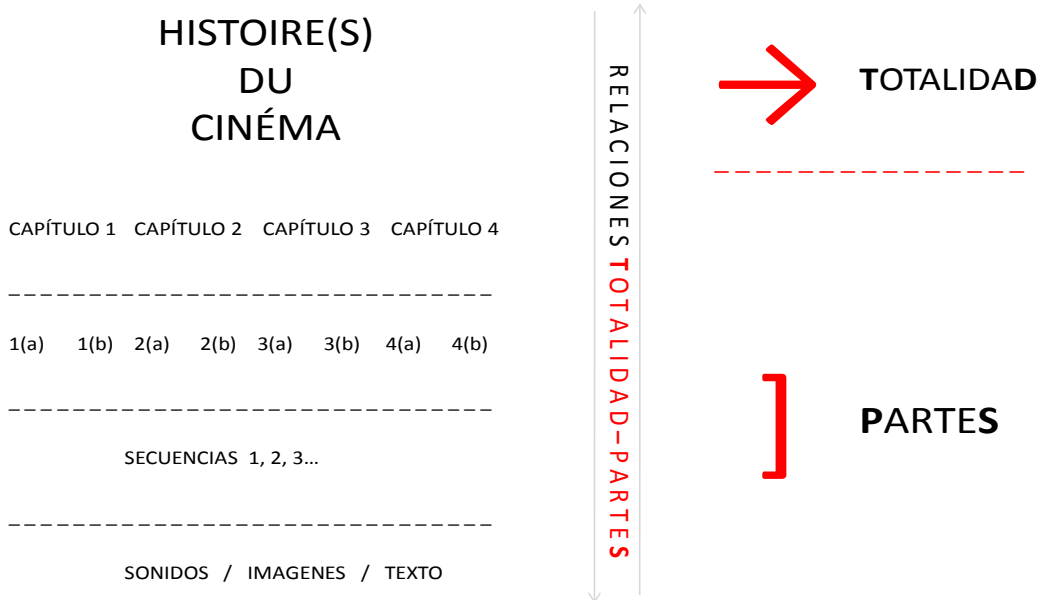 HISTOIRE(S)
DU
CINÉMA
CAPÍTULO 1 CAPÍTULO 2 CAPÍTULO 3 CAPÍTULO 4
1(a) 1(b) 2(a) 2(b) 3(a) 3(b) 4(a) 4(b)
SECUENCIAS 1, 2, 3...
SONIDOS / IMAGENES / TEXTO
RELACIONES TOTALIDAD–PARTES
TOTALIDAD
PARTES